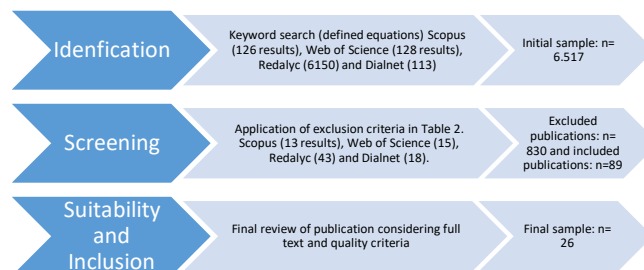 Idenfication
Keyword search (defined equations) Scopus
(126 results), Web of Science (128 results),
Redalyc (6150) and Dialnet (113)
Initial sample: n=
6.517
Screening
Application of exclusion criteria in Table 2.
Scopus (13 results), Web of Science (15),
Redalyc (43) and Dialnet (18).
Excluded
publications: n=
830 and included
publications: n=89
Suitability
and
Inclusion
Final review of publication considering full
text and quality criteria
Final sample: n=
26